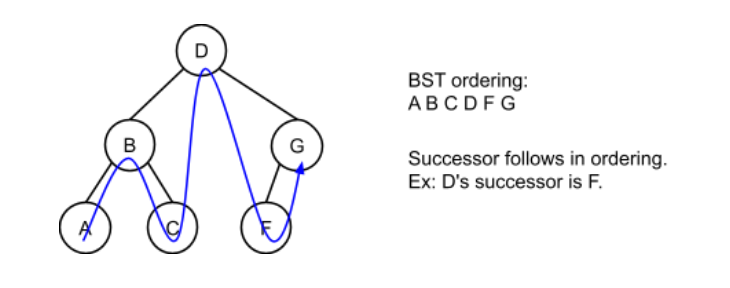 D
B
G
A
C
F
BST ordering:
A B C D F G
Successor follows in ordering.
Ex: D's successor is F.